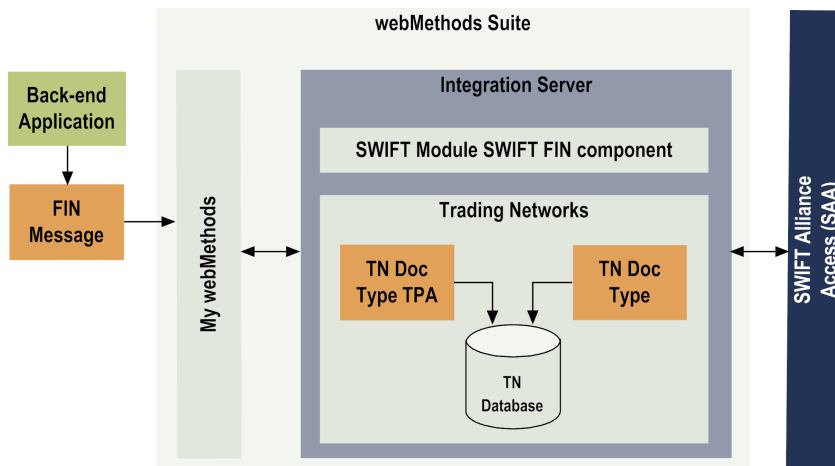 webMethods Suite
Back-end
Application
FIN
Message
My webMethods
Integration Server
SWIFT Module SWIFT FIN component
Trading Networks
TN Doc
Type TPA
TN Doc
Type
TN
Database
SWIFT Alliance
Access (SAA)